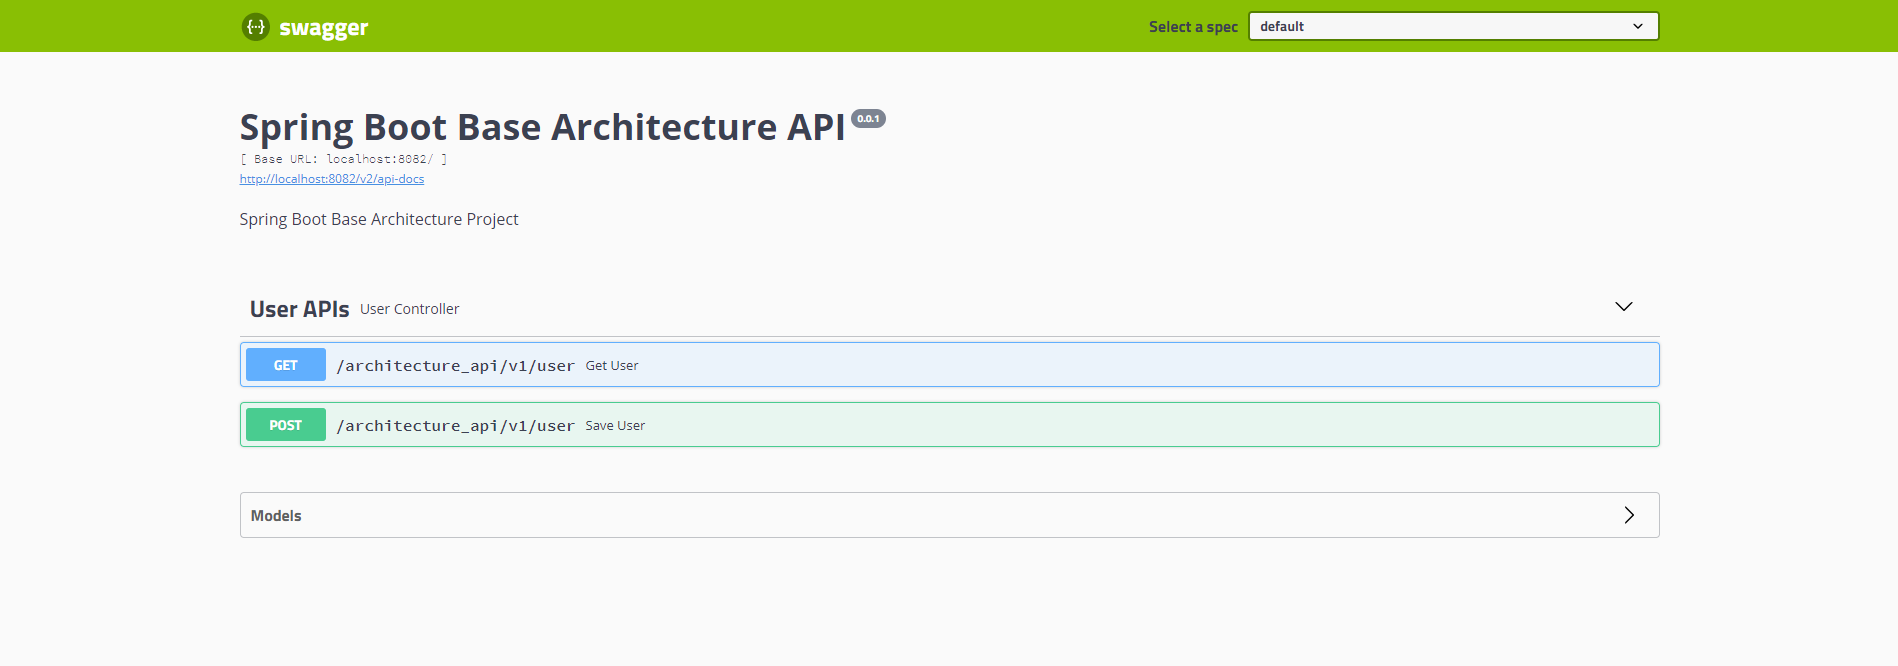 {...} swagger
Select a spec default
Spring Boot Base Architecture API 0.0.1
[ Base URL: localhost:8082/ ]
http://localhost:8082/v2/api-docs
Spring Boot Base Architecture Project
User APIs User Controller
GET /architecture_api/v1/user Get User
POST /architecture_api/v1/user Save User
Models